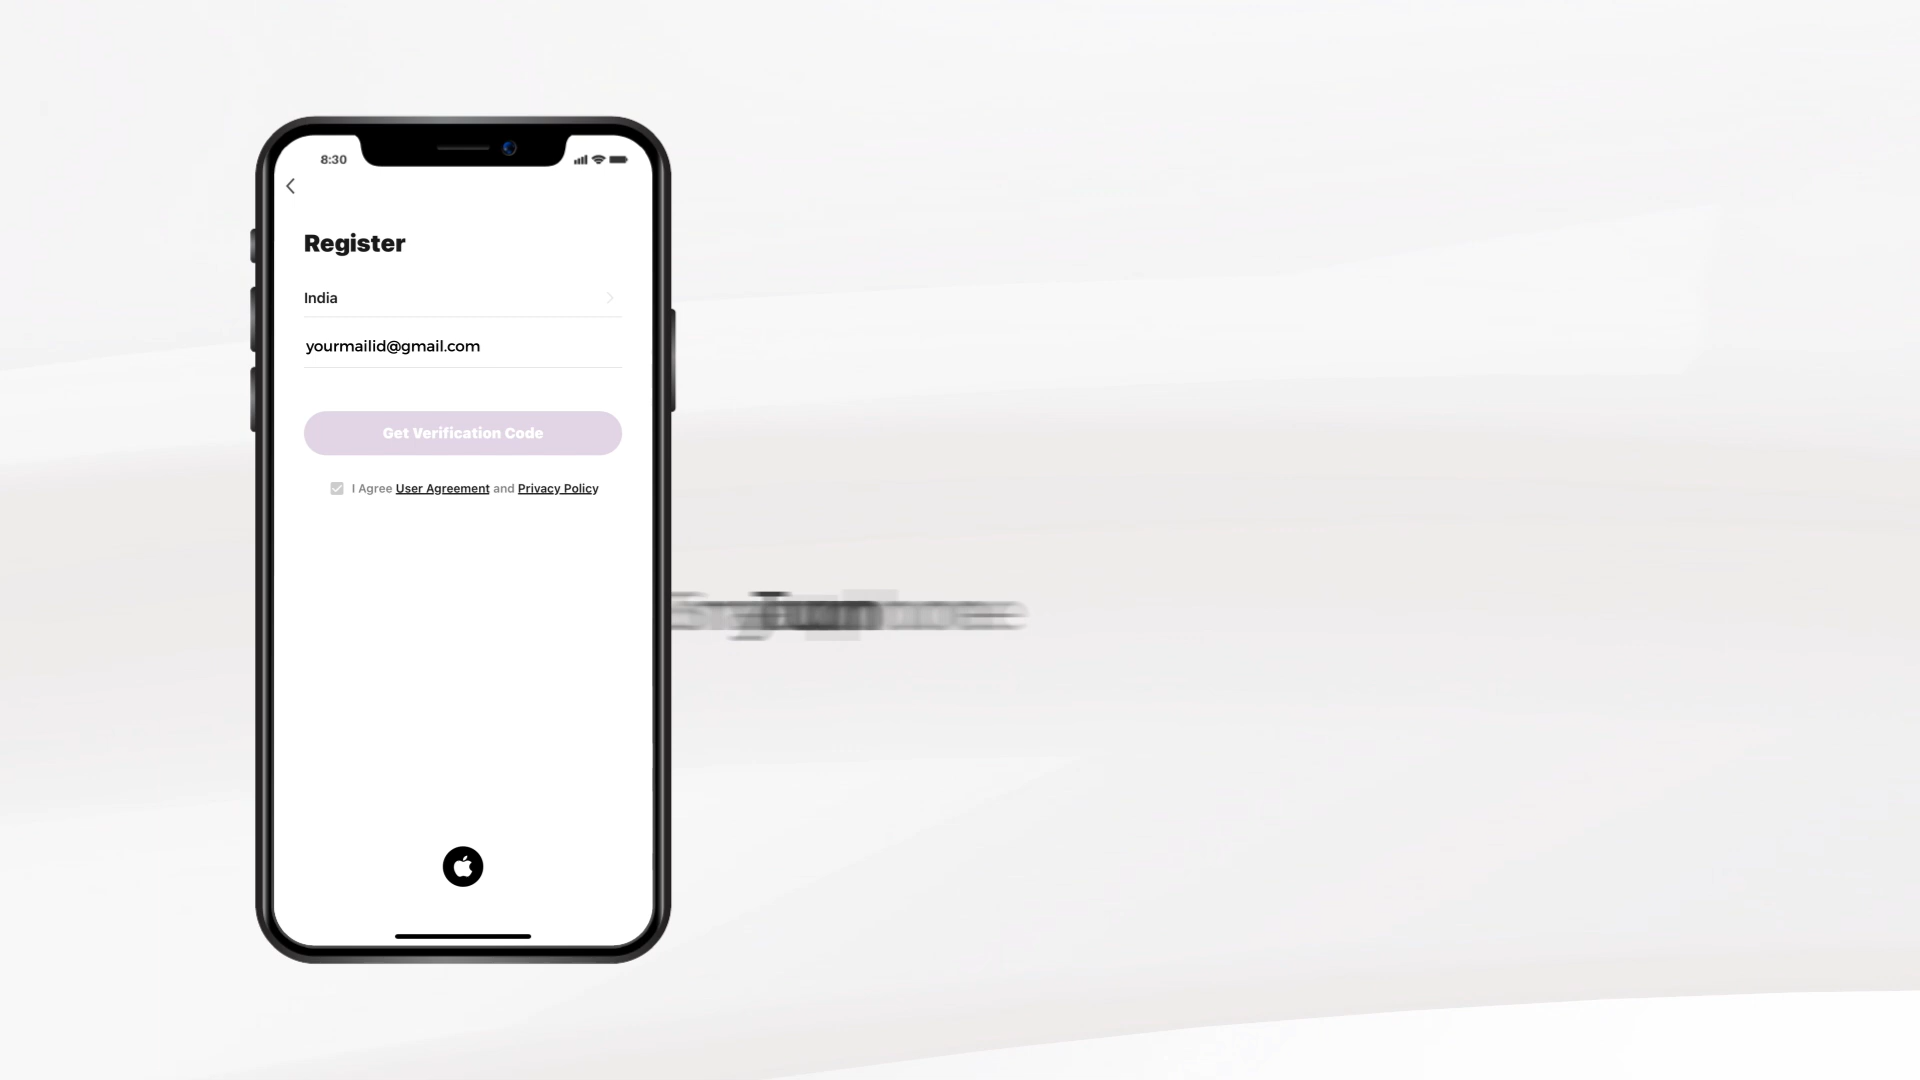 8:30
Register
India
yourmailid@gmail.com
Get Verification Code
I Agree User Agreement and Privacy Policy